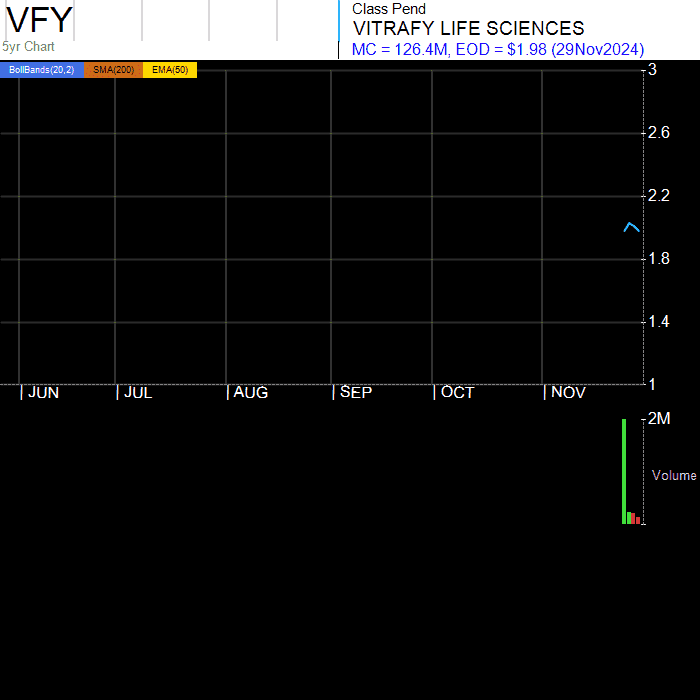 VFY
5yr Chart
Class Pend
VITRAFY LIFE SCIENCES
MC = 126.4M, EOD = $1.98 (29Nov2024)
BollBands(20,2) SMA(200) EMA(50)
3
2.6
2.2
1.8
1.4
1
| JUN | JUL | AUG | SEP | OCT | NOV
2M
Volume